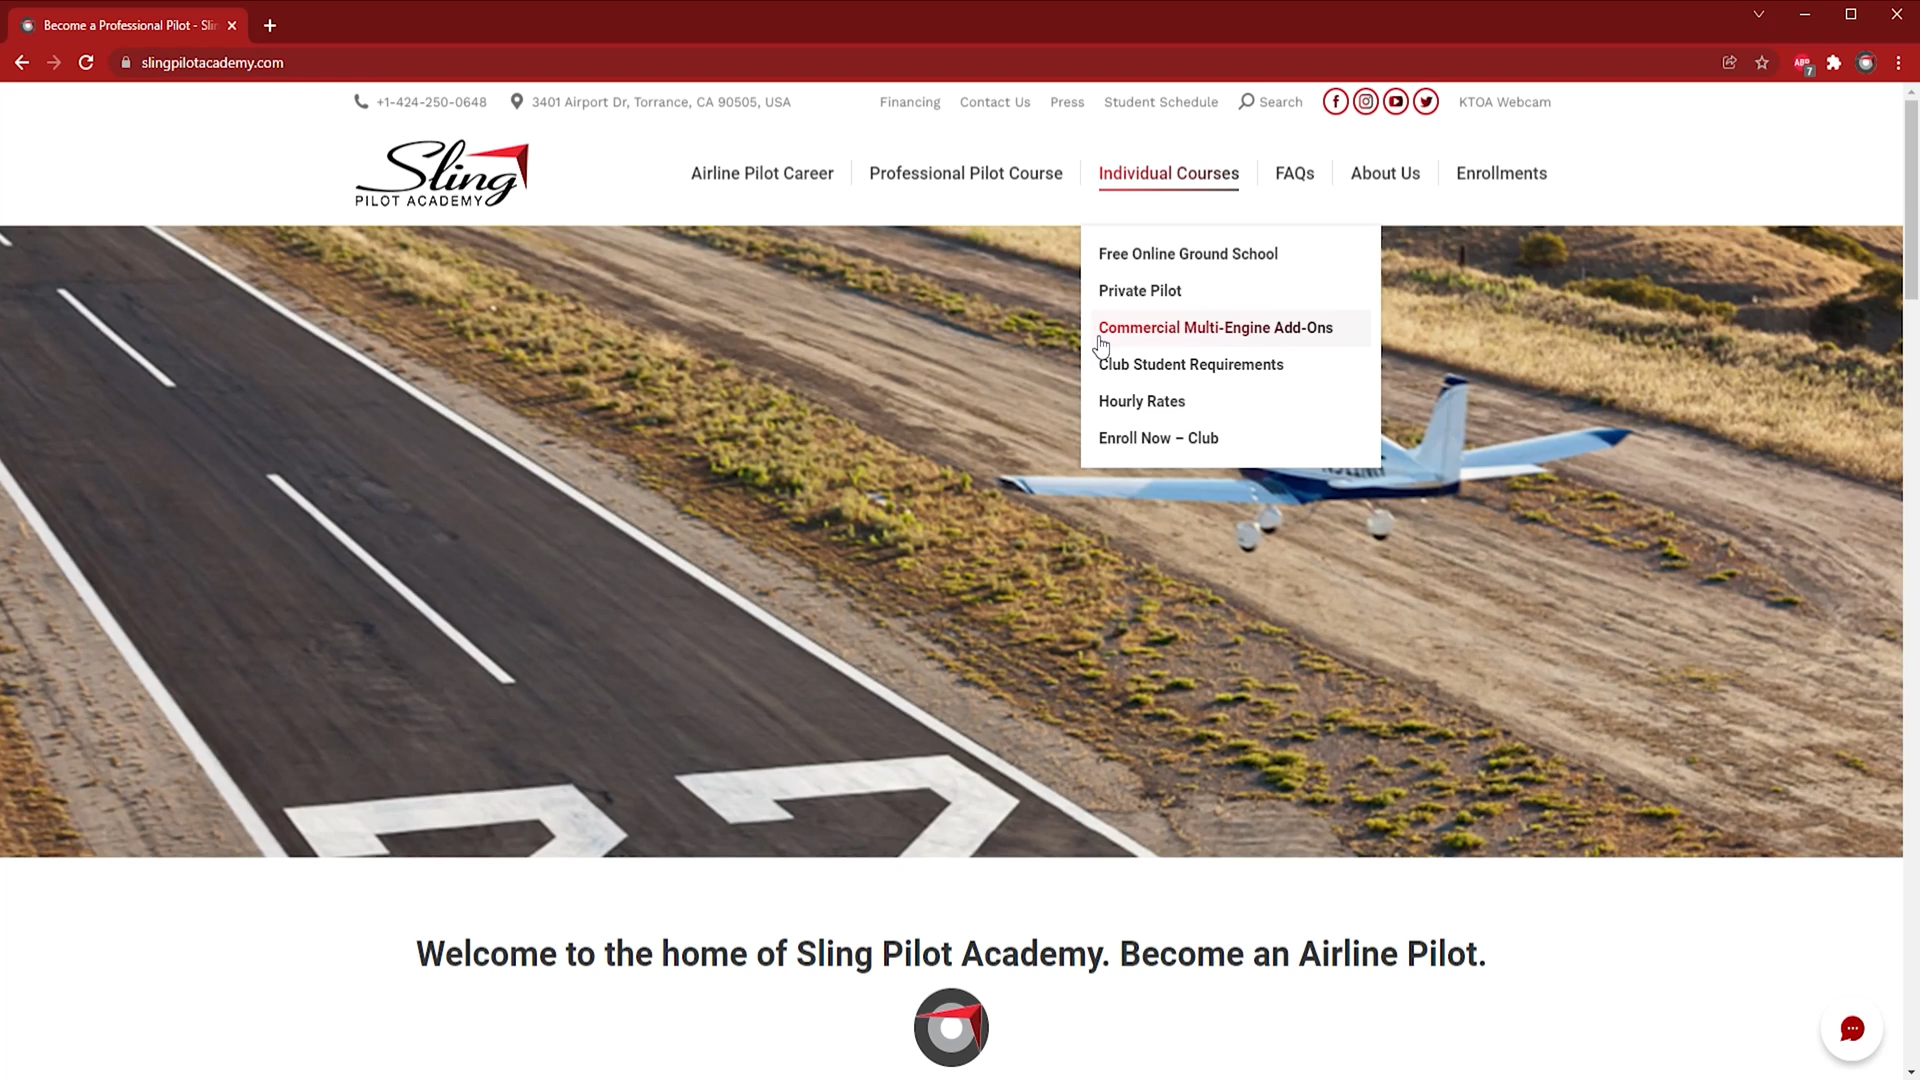 Become a Professional Pilot - Slin
slingpilotacademy.com
ABP
7
+1-424-250-0648
3401 Airport Dr, Torrance, CA 90505, USA
Financing
Contact Us
Press
Student Schedule
Search
KTOA Webcam
Sling
PILOT ACADEMY
Airline Pilot Career
Professional Pilot Course
Individual Courses
FAQs
About Us
Enrollments
Free Online Ground School
Private Pilot
Commercial Multi-Engine Add-Ons
Club Student Requirements
Hourly Rates
Enroll Now – Club
Welcome to the home of Sling Pilot Academy. Become an Airline Pilot.